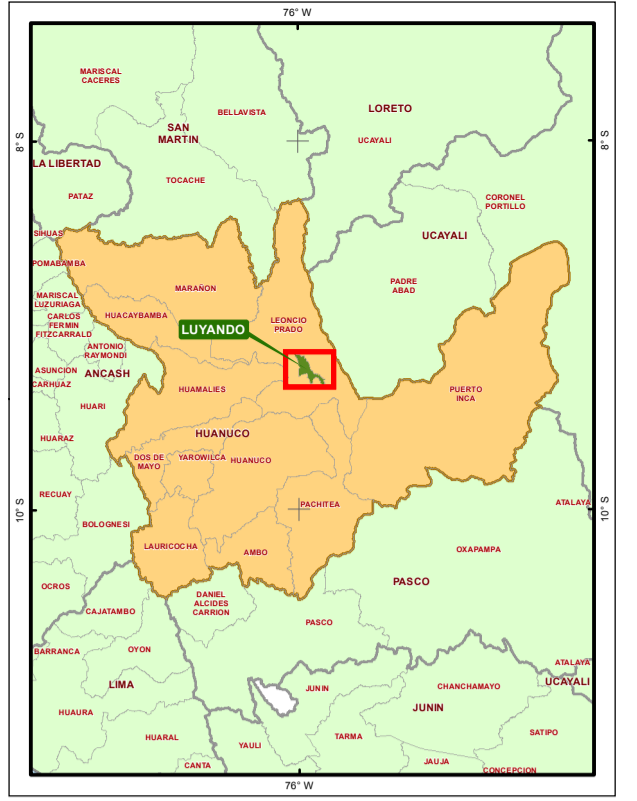 76° W
MARISCAL
CACERES
BELLAVISTA
LORETO
SAN
MARTIN
UCAYALI
8° S
8° S
LA LIBERTAD
TOCACHE
PATAZ
CORONEL
PORTILLO
SIHUAS
UCAYALI
POMABAMBA
MARAÑON
PADRE
ABAD
MARISCAL
LUZURIAGA
HUACAYBAMBA
CARLOS
FERMIN
FITZCARRALD
LEONCIO
PRADO
LUYANDO
ANTONIO
RAYMONDI
ASUNCION
ANCASH
CARHUAZ
HUAMALIES
PUERTO
INCA
HUARI
HUANUCO
HUARAZ
DOS DE
MAYO
YAROWILCA
HUANUCO
RECUAY
PACHITEA
ATALAYA
10° S
10° S
BOLOGNESI
LAURICOCHA
AMBO
OXAPAMPA
PASCO
OCROS
DANIEL
ALCIDES
CARRION
CAJATAMBO
PASCO
BARRANCA
OYON
ATALAYA
LIMA
JUNIN
CHANCHAMAYO
UCAYALI
HUAURA
JUNIN
HUARAL
YAULI
TARMA
SATIPO
CANTA
JAUJA
CONCEPCION
76° W